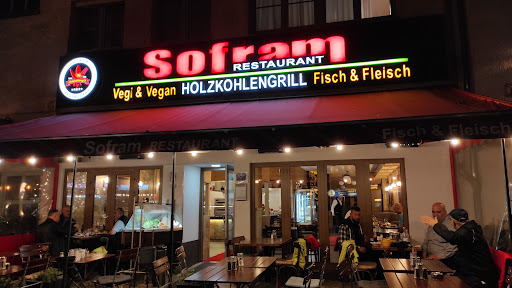 Sofram
RESTAURANT
Vegi & Vegan HOLZKOHLENGRILL Fisch & Fleisch
Sofram RESTAURANT
Fisch & Fleisch